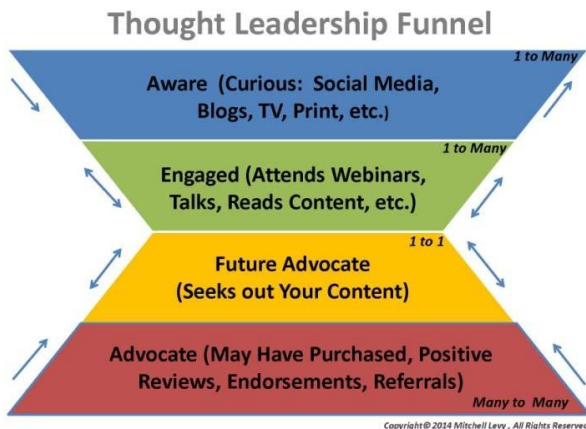 Thought Leadership Funnel
1 to Many
Aware (Curious: Social Media,
Blogs, TV, Print, etc.)
1 to Many
Engaged (Attends Webinars,
Talks, Reads Content, etc.)
1 to 1
Future Advocate
(Seeks out Your Content)
Advocate (May Have Purchased, Positive
Reviews, Endorsements, Referrals)
Many to Many
Copyright © 2014 Mitchell Levy , All Rights Reserved